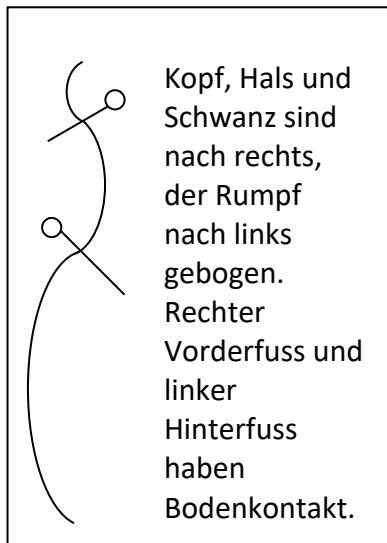 Kopf, Hals und
Schwanz sind
nach rechts,
der Rumpf
nach links
gebogen.
Rechter
Vorderfuss und
linker
Hinterfuss
haben
Bodenkontakt.